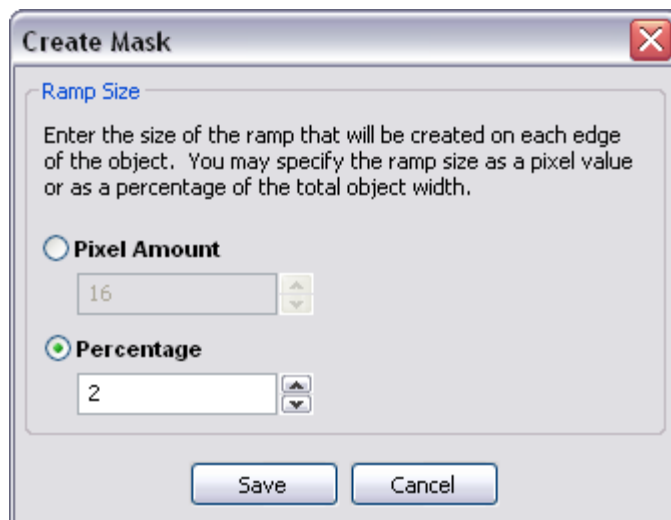 Create Mask
Ramp Size
Enter the size of the ramp that will be created on each edge
of the object. You may specify the ramp size as a pixel value
or as a percentage of the total object width.
Pixel Amount
16
Percentage
2
Save Cancel